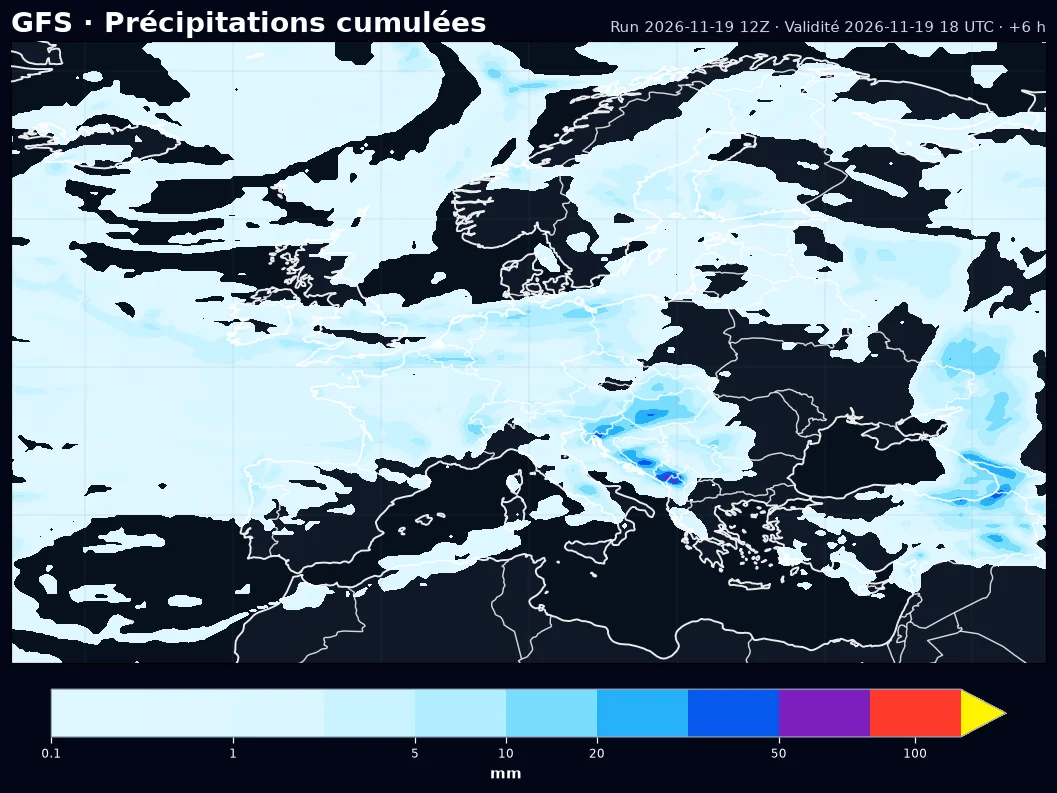 GFS · Précipitations cumulées
Run 2026-11-19 12Z · Validité 2026-11-19 18 UTC · +6 h
0.1 1 5 10 20 50 100
mm